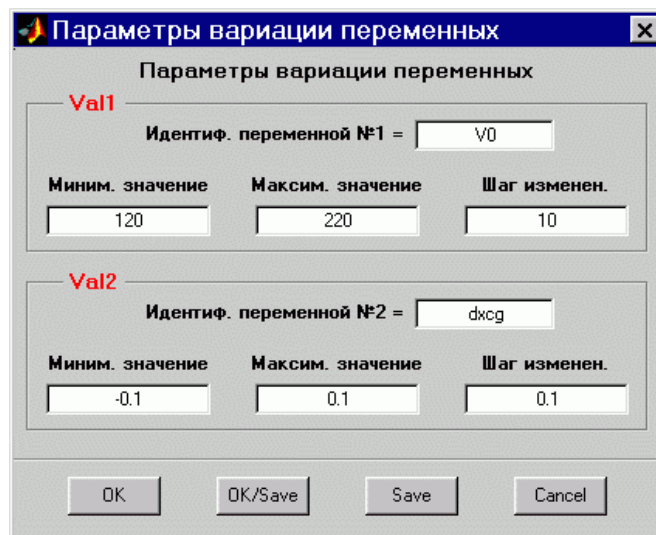 Параметры вариации переменных
Параметры вариации переменных
Val1
Идентиф. переменной №1 = V0
Миним. значение Максим. значение Шаг изменен.
120 220 10
Val2
Идентиф. переменной №2 = dxcg
Миним. значение Максим. значение Шаг изменен.
-0.1 0.1 0.1
OK OK/Save Save Cancel